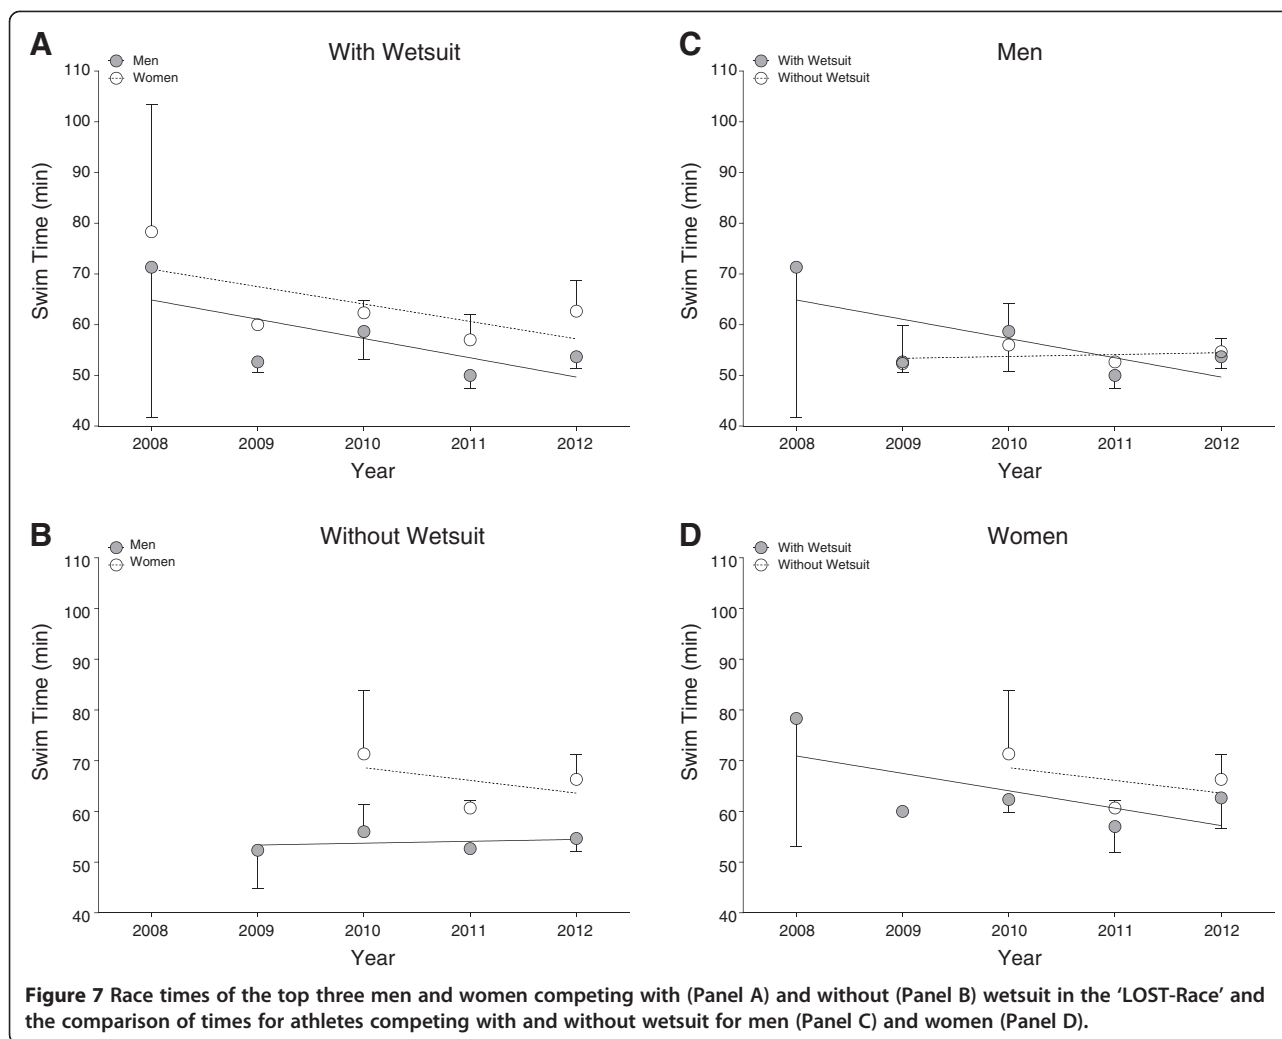 A
With Wetsuit
Men
Women
110
100
90
80
70
60
50
40
Swim Time (min)
2008 2009 2010 2011 2012
Year
C
Men
With Wetsuit
Without Wetsuit
110
100
90
80
70
60
50
40
Swim Time (min)
2008 2009 2010 2011 2012
Year
B
Without Wetsuit
Men
Women
110
100
90
80
70
60
50
40
Swim Time (min)
2008 2009 2010 2011 2012
Year
D
Women
With Wetsuit
Without Wetsuit
110
100
90
80
70
60
50
40
Swim Time (min)
2008 2009 2010 2011 2012
Year
Figure 7 Race times of the top three men and women competing with (Panel A) and without (Panel B) wetsuit in the ‘LOST-Race’ and
the comparison of times for athletes competing with and without wetsuit for men (Panel C) and women (Panel D).